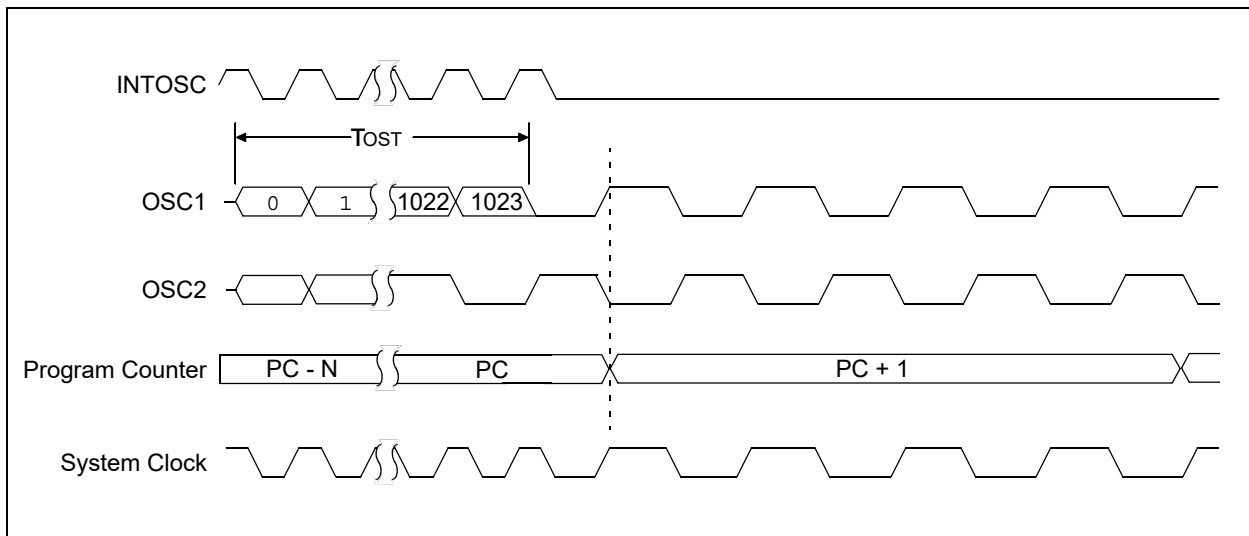 INTOSC
TOST
OSC1 0 1 1022 1023
OSC2
Program Counter PC - N PC PC + 1
System Clock